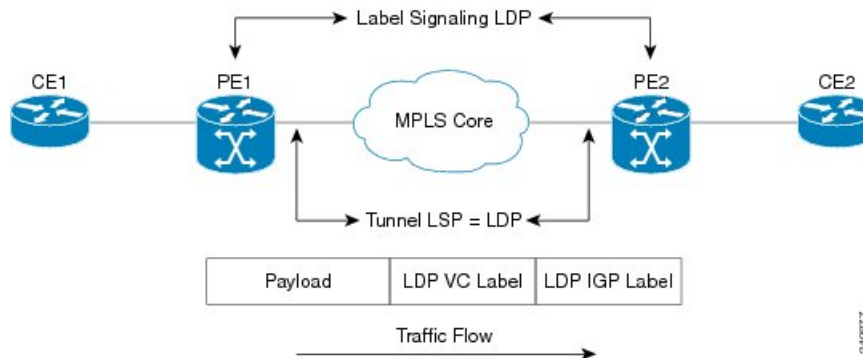 Label Signaling LDP
CE1
PE1
PE2
CE2
MPLS Core
Tunnel LSP = LDP
Payload
LDP VC Label
LDP IGP Label
Traffic Flow